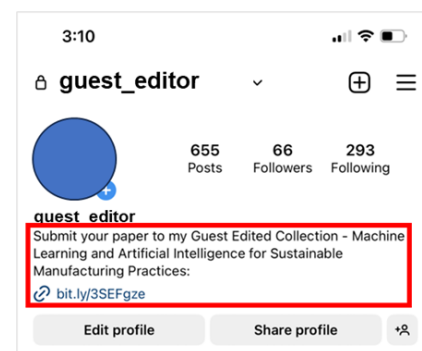 3:10
guest_editor
655 66 293
Posts Followers Following
guest_editor
Submit your paper to my Guest Edited Collection - Machine
Learning and Artificial Intelligence for Sustainable
Manufacturing Practices:
bit.ly/3SEFgze
Edit profile Share profile